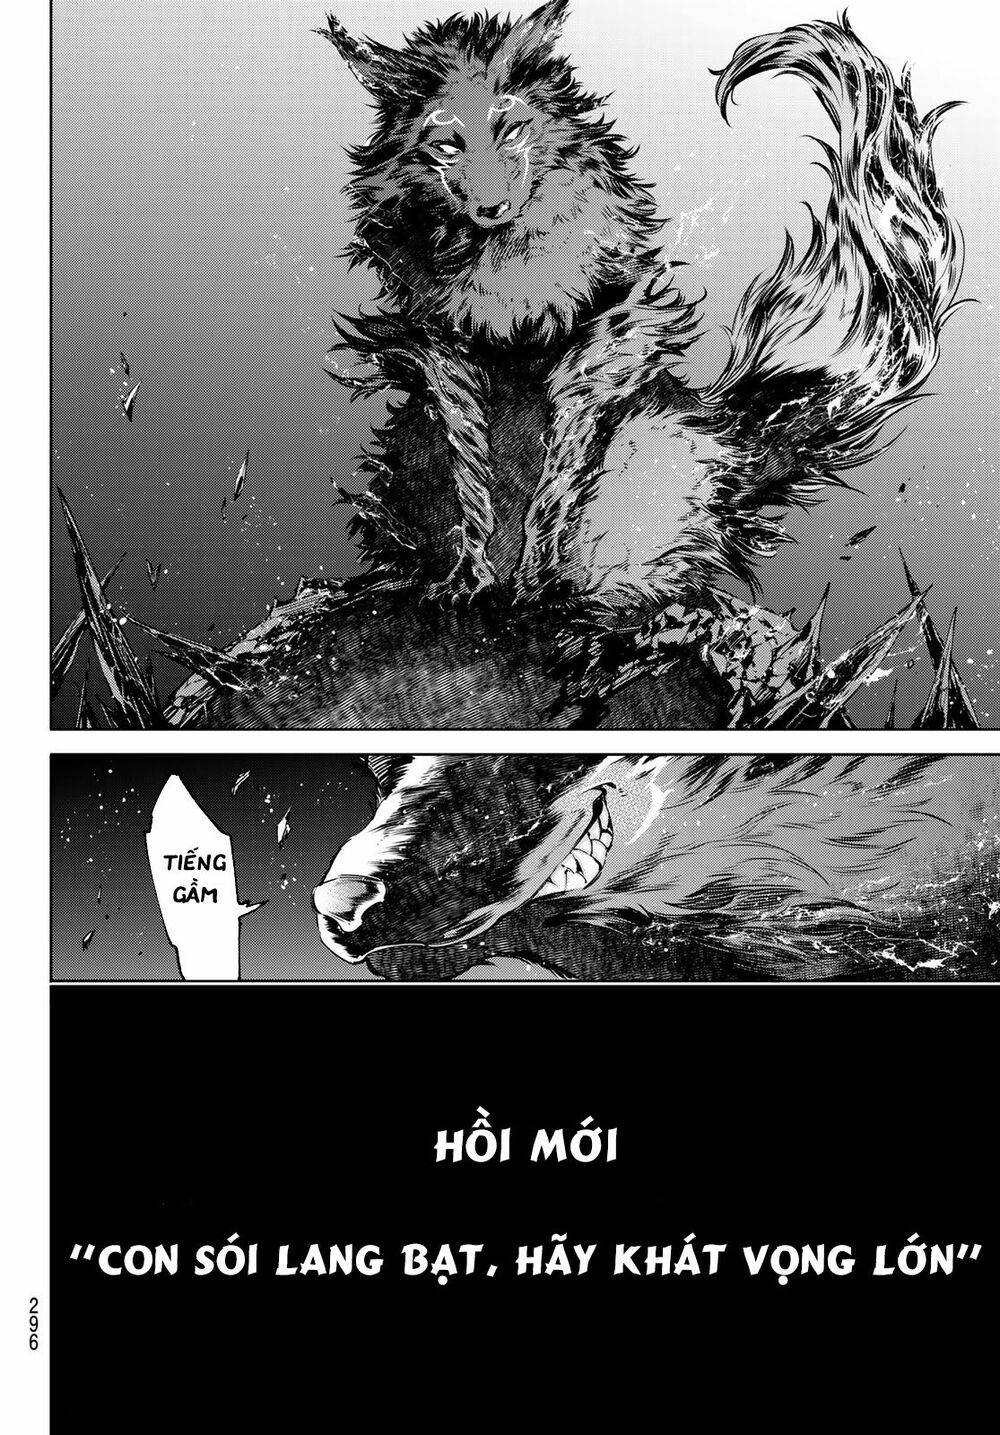 TIẾNG
GẦM
HỒI MỚI
"CON SÓI LANG BẠT, HÃY KHÁT VỌNG LỚN"
296